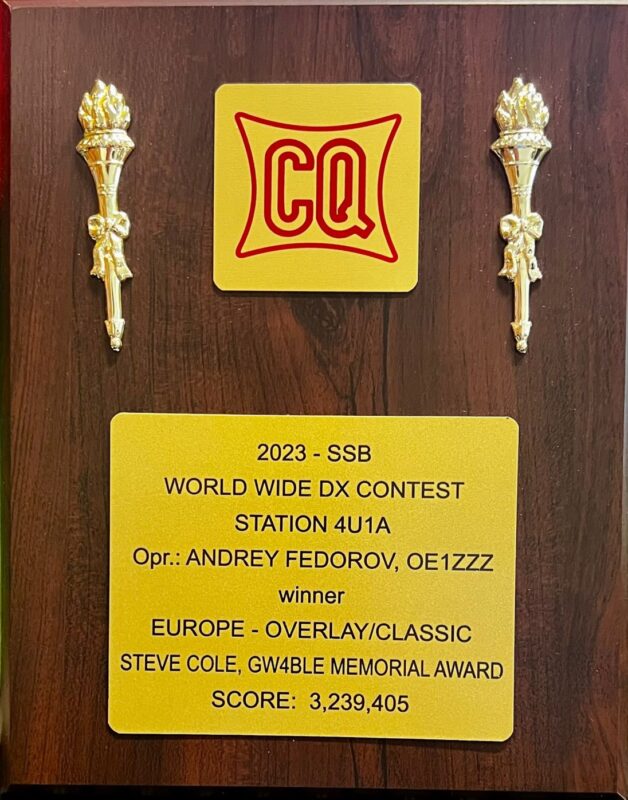 CQ
2023 - SSB
WORLD WIDE DX CONTEST
STATION 4U1A
Opr.: ANDREY FEDOROV, OE1ZZZ
winner
EUROPE - OVERLAY/CLASSIC
STEVE COLE, GW4BLE MEMORIAL AWARD
SCORE: 3,239,405